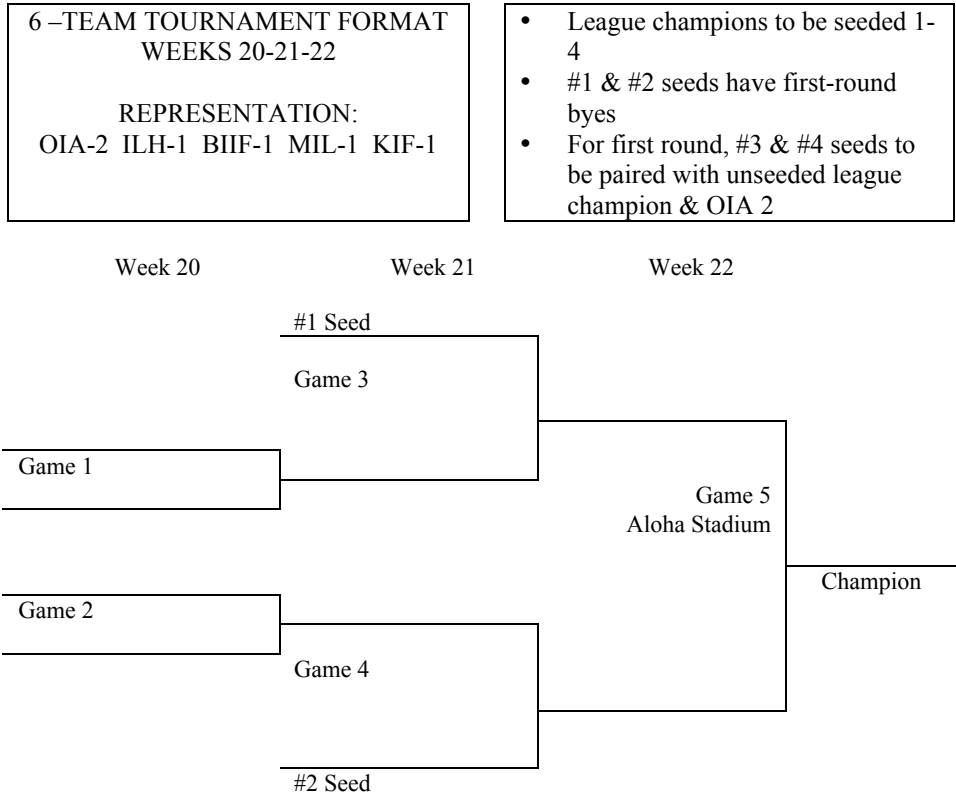 6 –TEAM TOURNAMENT FORMAT
WEEKS 20-21-22
REPRESENTATION:
OIA-2 ILH-1 BIIF-1 MIL-1 KIF-1
• League champions to be seeded 1-
4
• #1 & #2 seeds have first-round
byes
• For first round, #3 & #4 seeds to
be paired with unseeded league
champion & OIA 2
Week 20 Week 21 Week 22
#1 Seed
Game 3
Game 1
Game 5
Aloha Stadium
Champion
Game 2
Game 4
#2 Seed